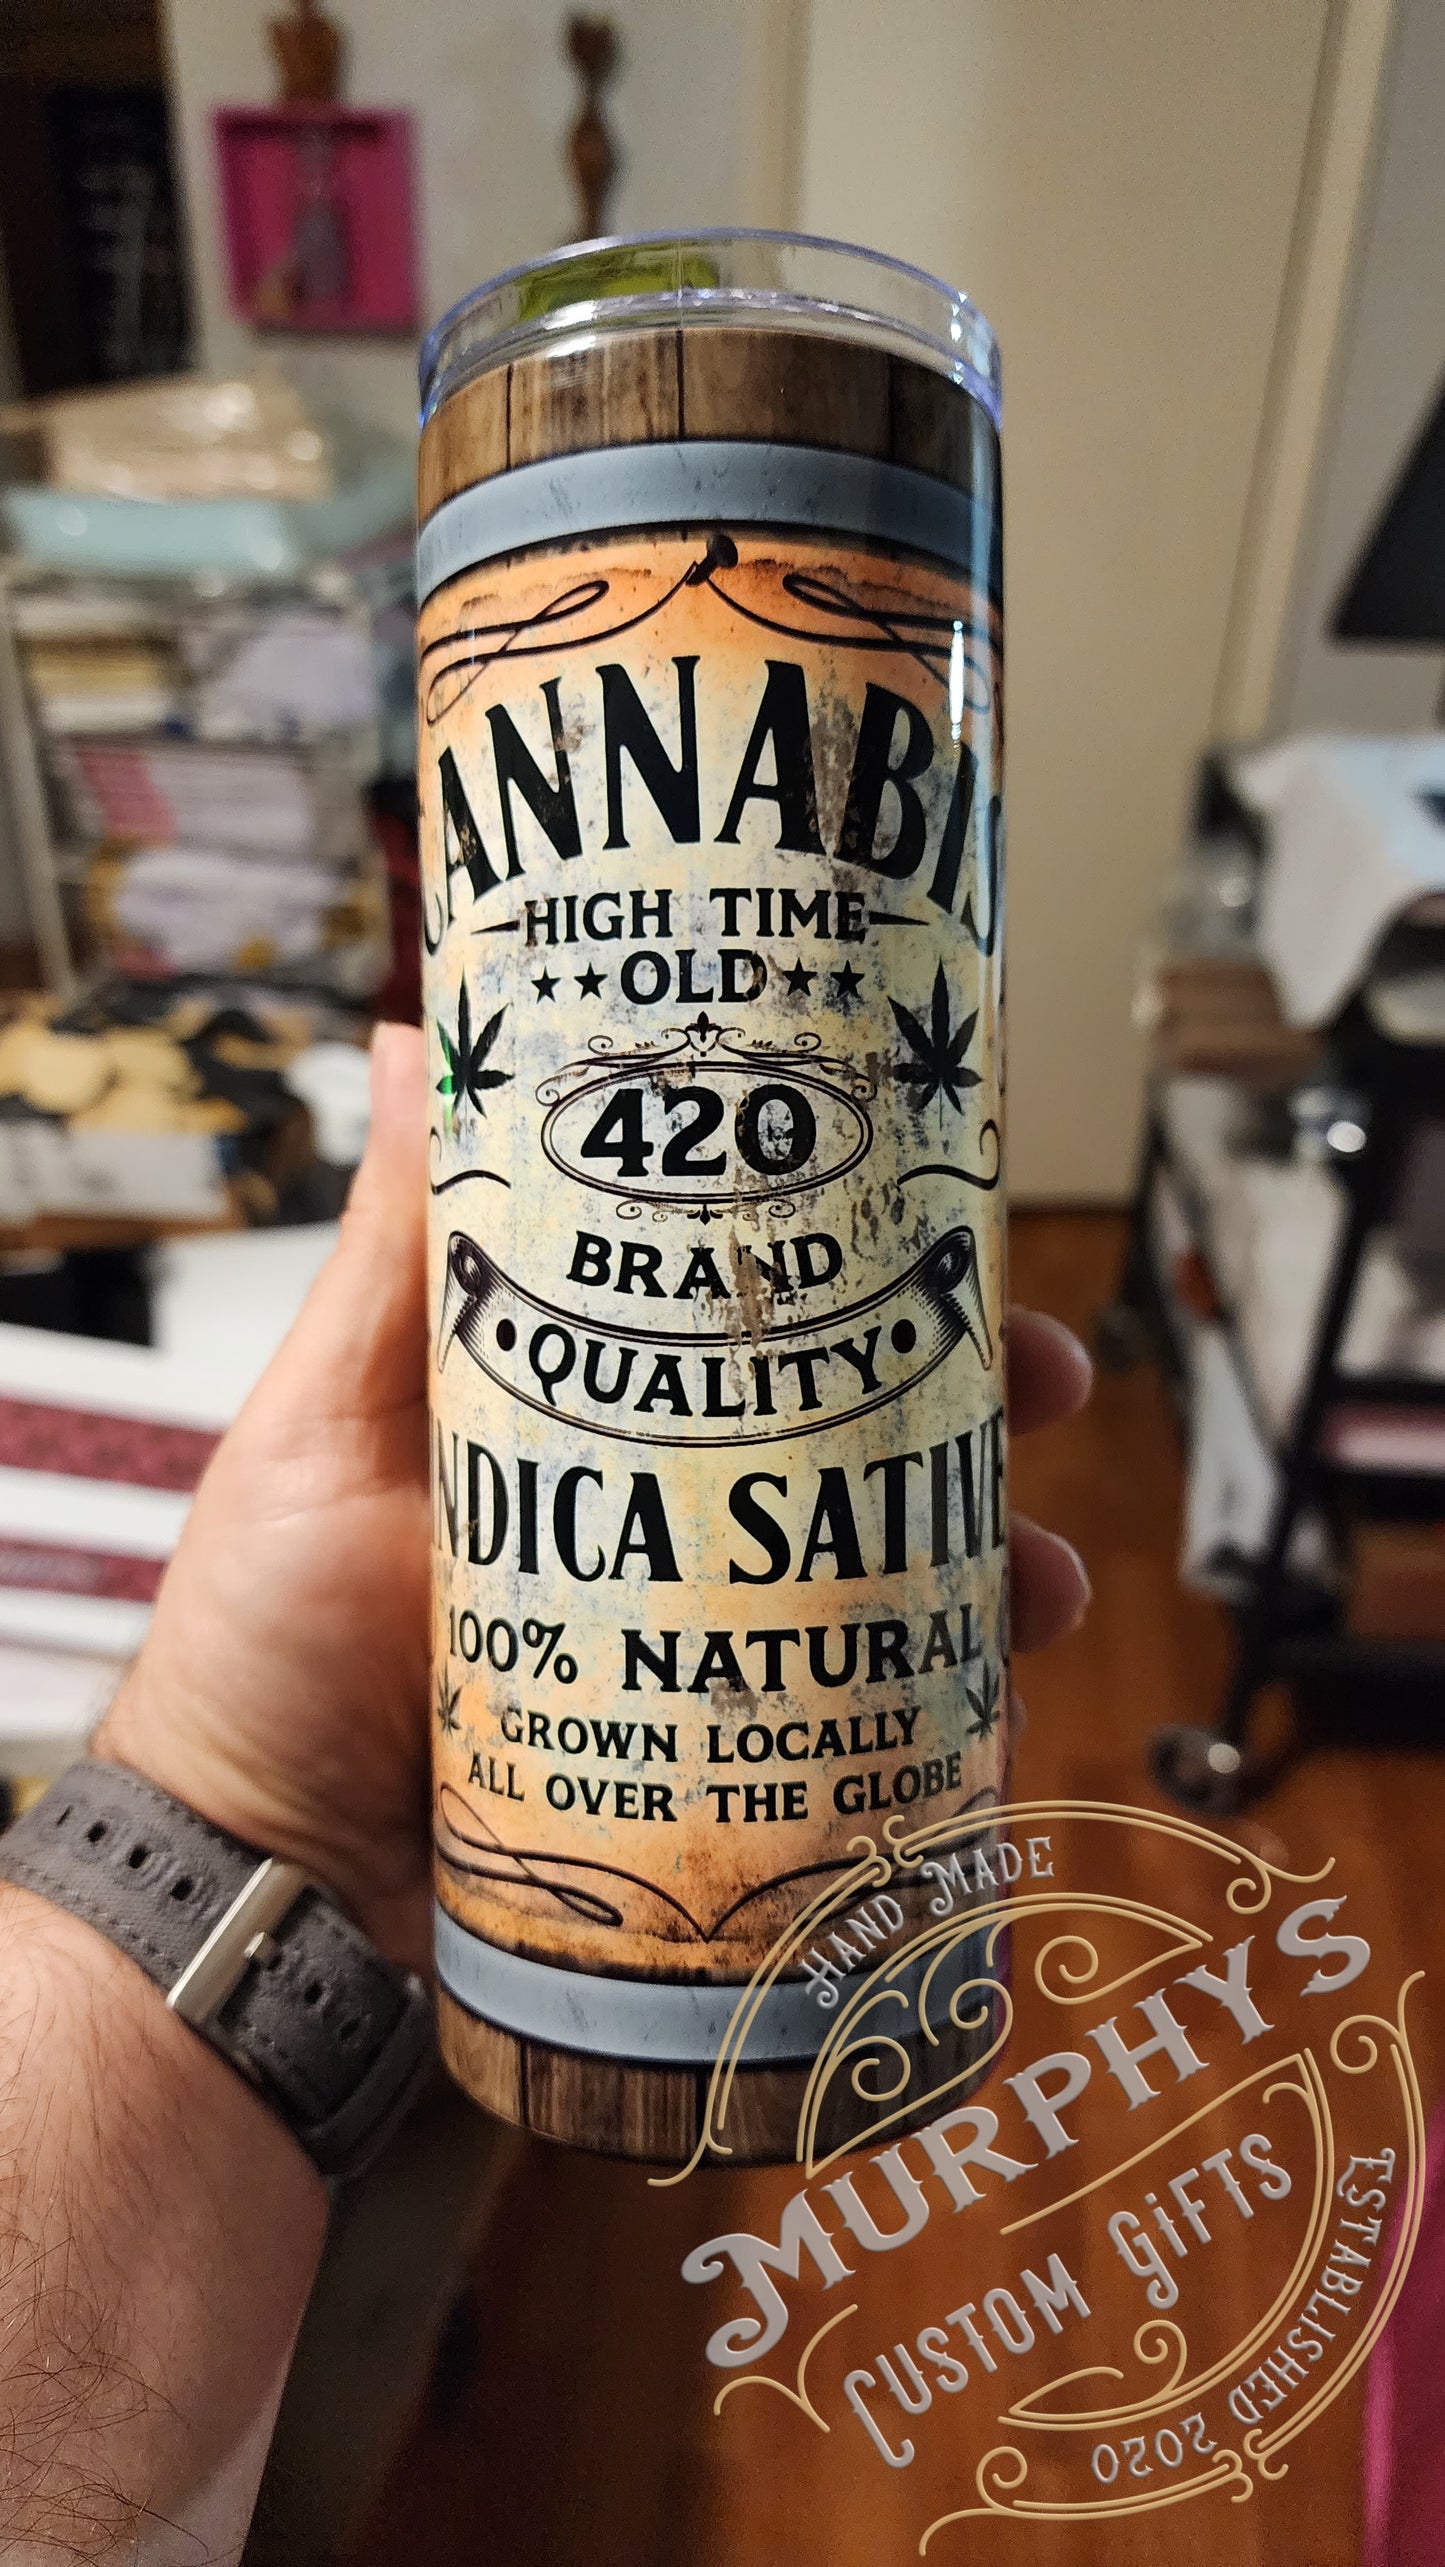 CANNABIS
HIGH TIME
OLD
420
BRAND
QUALITY
INDICA SATIVE
100% NATURAL
GROWN LOCALLY
ALL OVER THE GLOBE
HAND MADE
MURPHYS
CUSTOM GIFTS
ESTABLISHED 2020